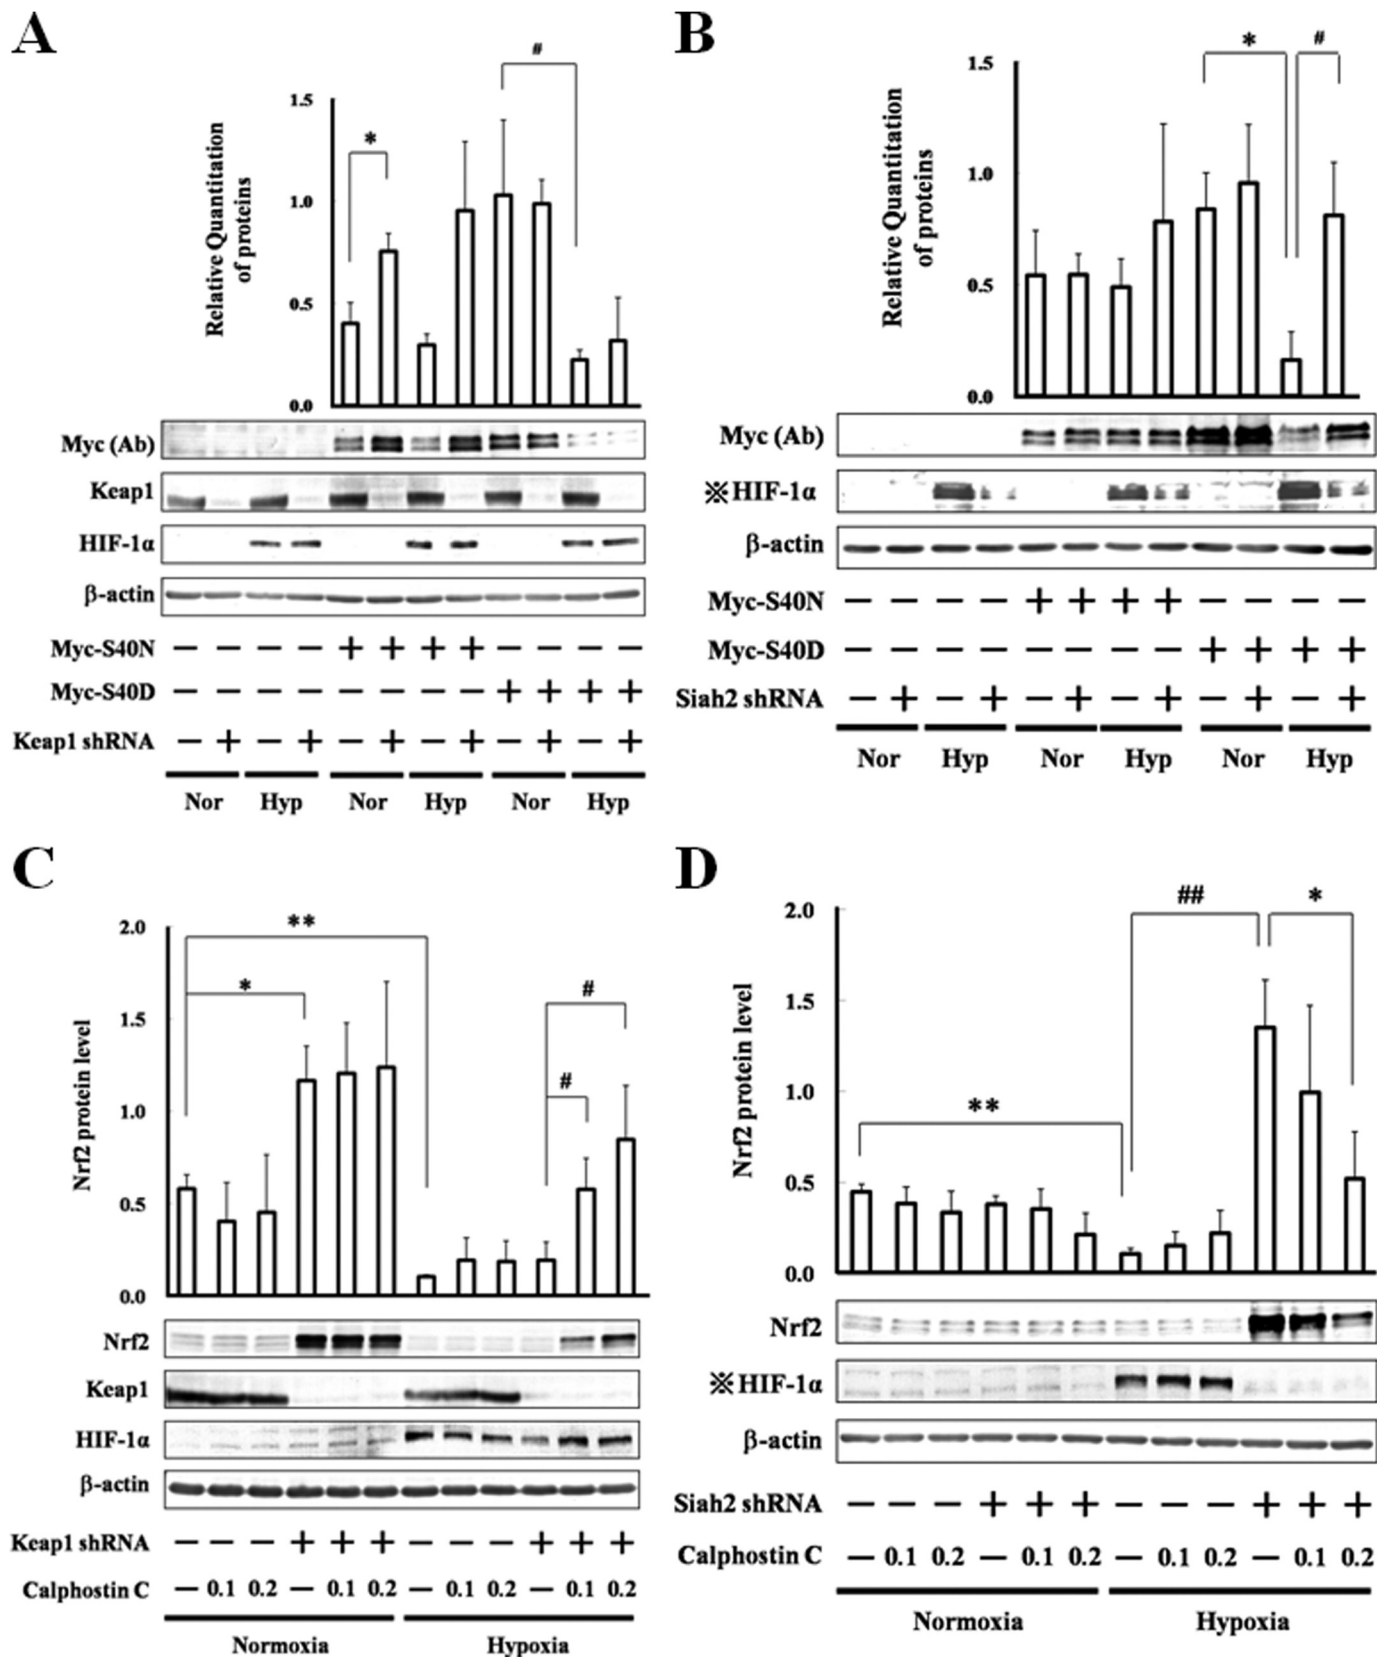 A
#
*
1.5
1.0
0.5
0.0
Relative Quantitation
of proteins
Myc (Ab)
Keap1
HIF-1α
β-actin
Myc-S40N − − − − + + + + − − − −
Myc-S40D − − − − − − − − + + + +
Keap1 shRNA − + − + − + − + − + − +
Nor Hyp Nor Hyp Nor Hyp
B
* #
1.5
1.0
0.5
0.0
Relative Quantitation
of proteins
Myc (Ab)
※HIF-1α
β-actin
Myc-S40N − − − − + + + + − − − −
Myc-S40D − − − − − − − − + + + +
Siah2 shRNA − + − + − + − + − + − +
Nor Hyp Nor Hyp Nor Hyp
C
**
*
#
#
2.0
1.5
1.0
0.5
0.0
Nrf2 protein level
Nrf2
Keap1
HIF-1α
β-actin
Keap1 shRNA − − − + + + − − − + + +
Calphostin C − 0.1 0.2 − 0.1 0.2 − 0.1 0.2 − 0.1 0.2
Normoxia Hypoxia
D
## *
**
2.0
1.5
1.0
0.5
0.0
Nrf2 protein level
Nrf2
※HIF-1α
β-actin
Siah2 shRNA − − − + + + − − − + + +
Calphostin C − 0.1 0.2 − 0.1 0.2 − 0.1 0.2 − 0.1 0.2
Normoxia Hypoxia